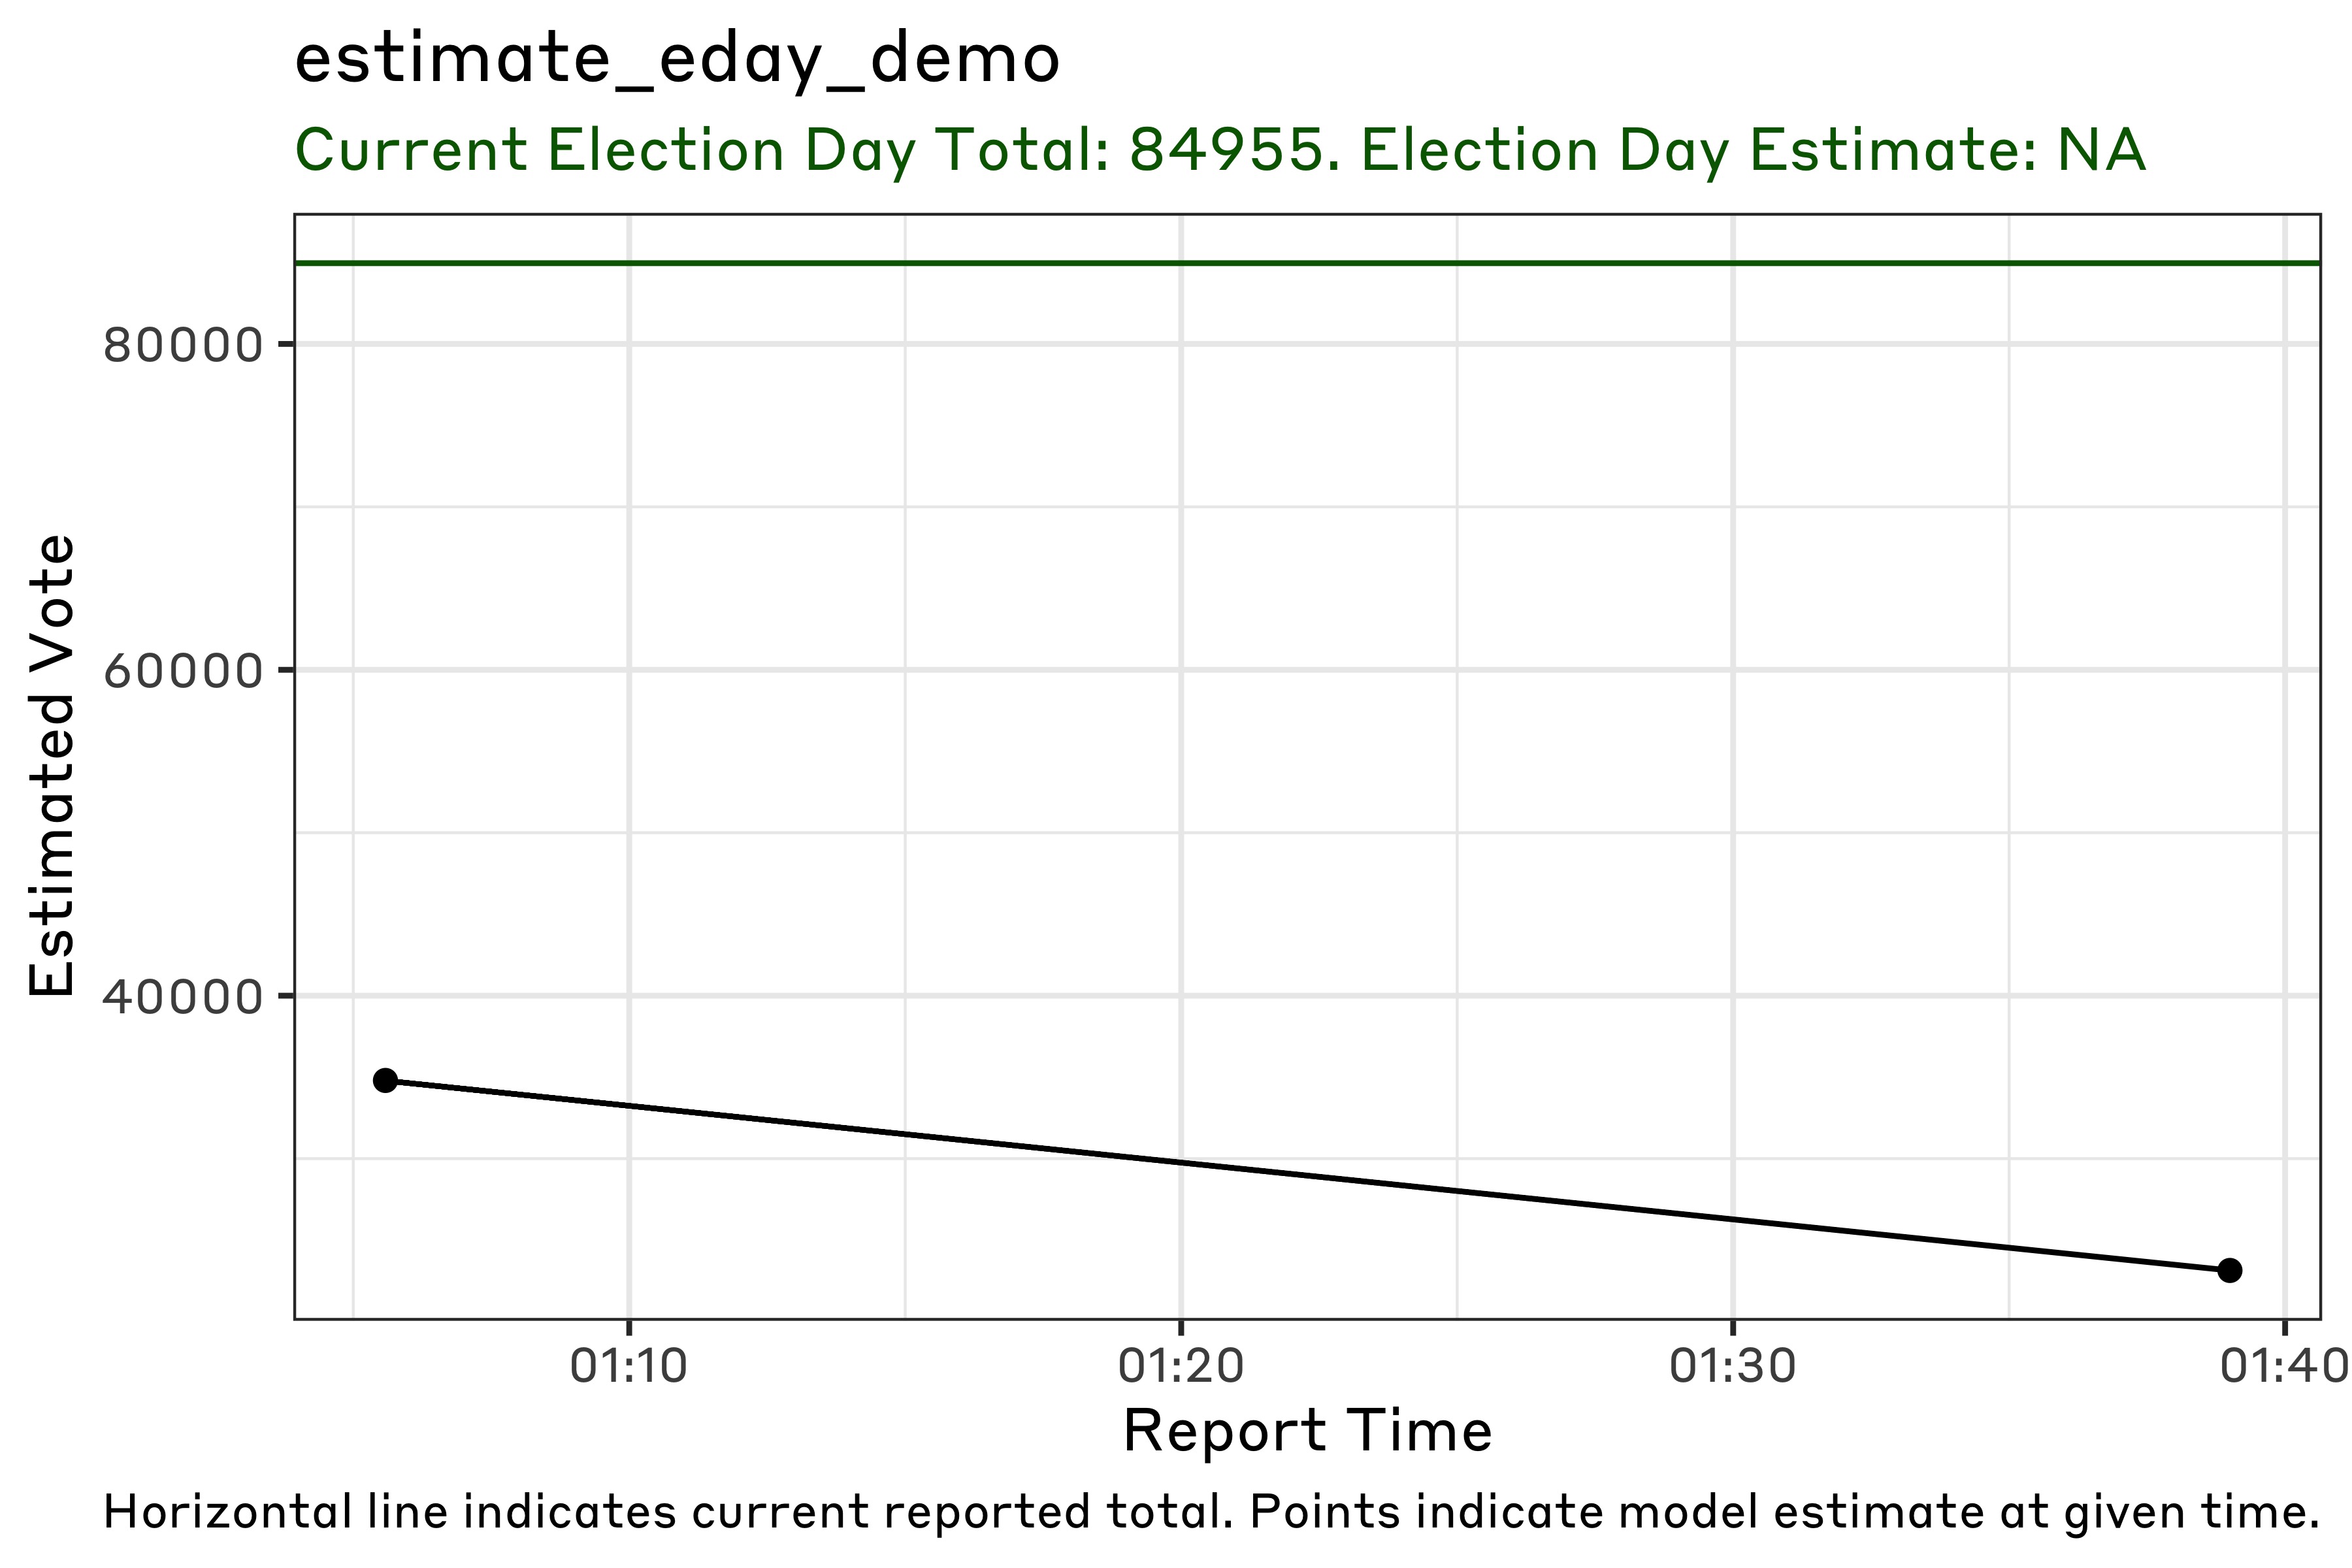 estimate_eday_demo
Current Election Day Total: 84955. Election Day Estimate: NA
Estimated Vote
80000
60000
40000
01:10 01:20 01:30 01:40
Report Time
Horizontal line indicates current reported total. Points indicate model estimate at given time.